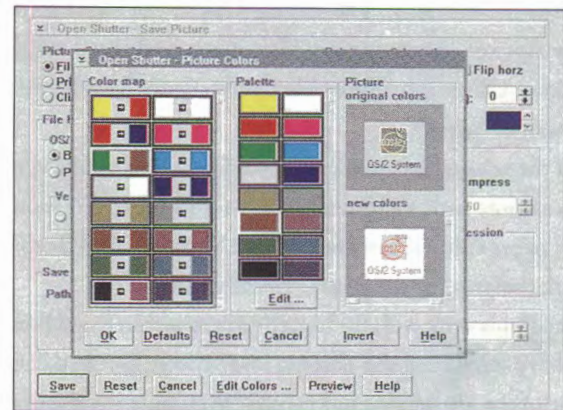 Open Shutter - Save Picture
Open Shutter - Picture Colors
Color map
Palette
Picture
original colors
OS/2 System
new colors
OS/2 System
Edit ...
OK Defaults Reset Cancel Invert Help
Flip horz
0
Save
Path
Save Reset Cancel Edit Colors ... Preview Help